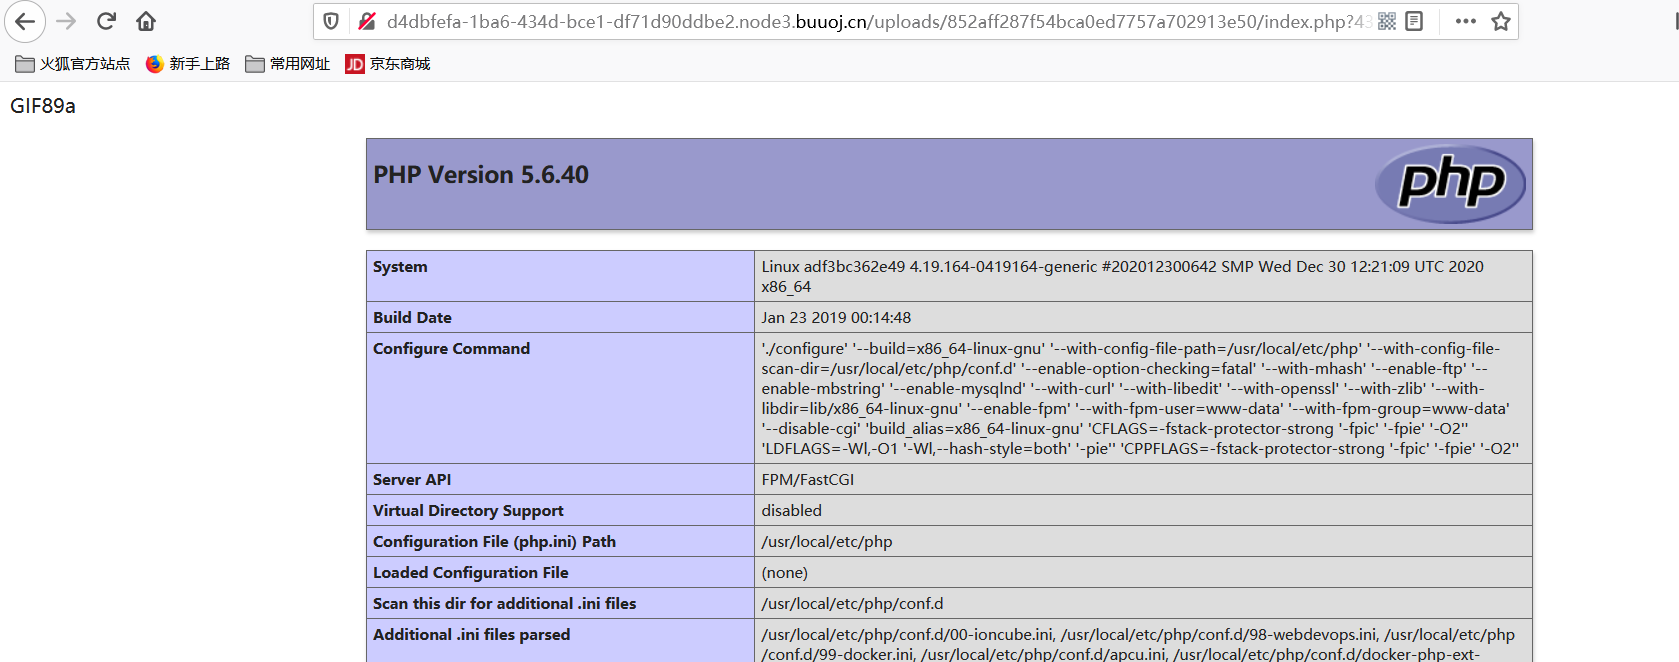 d4dbfefa-1ba6-434d-bce1-df71d90ddbe2.node3.buuoj.cn/uploads/852aff287f54bca0ed7757a702913e50/index.php?43
火狐官方站点 新手上路 常用网址 JD 京东商城
GIF89a
PHP Version 5.6.40
php
System
Linux adf3bc362e49 4.19.164-0419164-generic #202012300642 SMP Wed Dec 30 12:21:09 UTC 2020
x86_64
Build Date
Jan 23 2019 00:14:48
Configure Command
'./configure' '--build=x86_64-linux-gnu' '--with-config-file-path=/usr/local/etc/php' '--with-config-file-
scan-dir=/usr/local/etc/php/conf.d' '--enable-option-checking=fatal' '--with-mhash' '--enable-ftp' '--
enable-mbstring' '--enable-mysqlnd' '--with-curl' '--with-libedit' '--with-openssl' '--with-zlib' '--with-
libdir=lib/x86_64-linux-gnu' '--enable-fpm' '--with-fpm-user=www-data' '--with-fpm-group=www-data'
'--disable-cgi' 'build_alias=x86_64-linux-gnu' 'CFLAGS=-fstack-protector-strong '-fpic' '-fpie' '-O2''
'LDFLAGS=-Wl,-O1 '-Wl,--hash-style=both' '-pie'' 'CPPFLAGS=-fstack-protector-strong '-fpic' '-fpie' '-O2''
Server API
FPM/FastCGI
Virtual Directory Support
disabled
Configuration File (php.ini) Path
/usr/local/etc/php
Loaded Configuration File
(none)
Scan this dir for additional .ini files
/usr/local/etc/php/conf.d
Additional .ini files parsed
/usr/local/etc/php/conf.d/00-ioncube.ini, /usr/local/etc/php/conf.d/98-webdevops.ini, /usr/local/etc/php
/conf.d/99-docker.ini, /usr/local/etc/php/conf.d/apcu.ini, /usr/local/etc/php/conf.d/docker-php-ext-